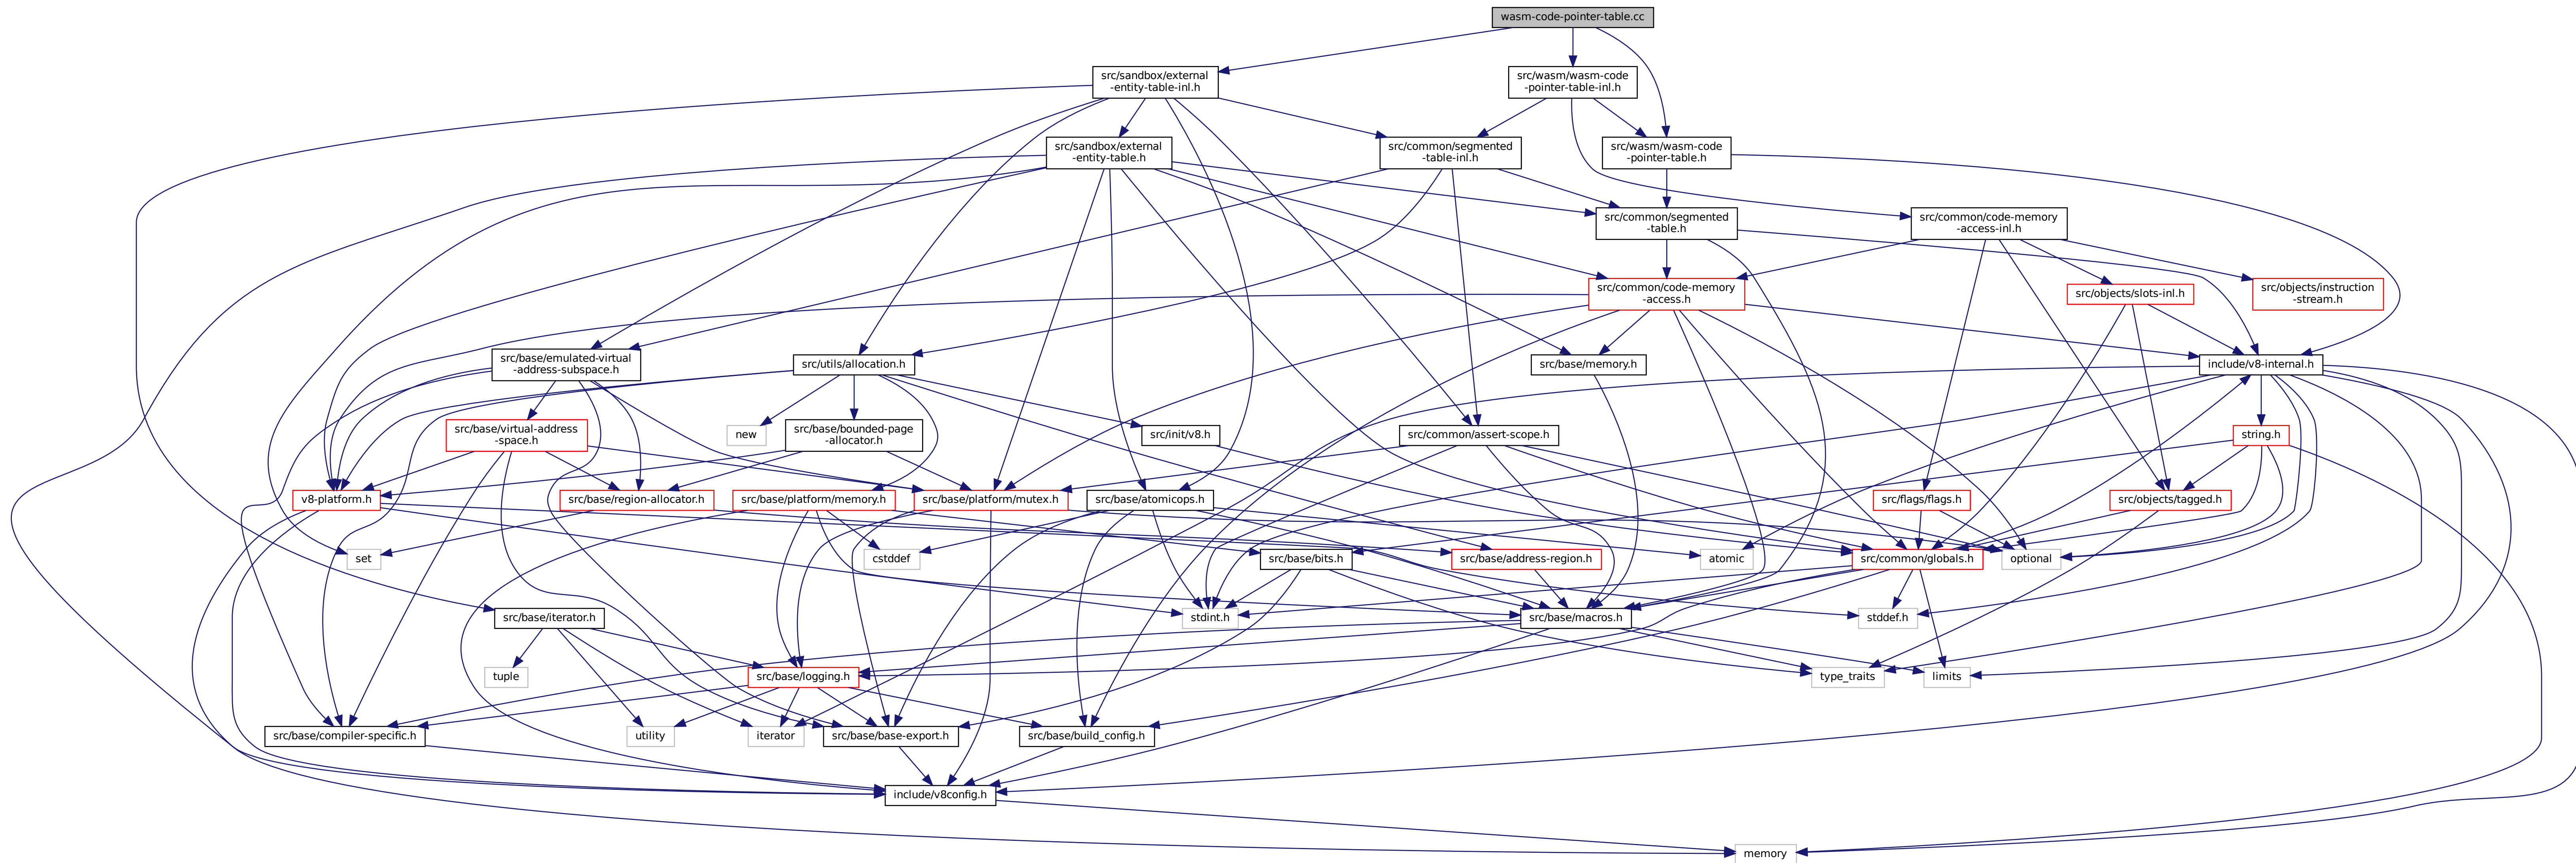 wasm-code-pointer-table.cc
src/sandbox/external
-entity-table-inl.h
src/wasm/wasm-code
-pointer-table-inl.h
src/sandbox/external
-entity-table.h
src/common/segmented
-table-inl.h
src/wasm/wasm-code
-pointer-table.h
src/common/segmented
-table.h
src/common/code-memory
-access-inl.h
src/common/code-memory
-access.h
src/objects/slots-inl.h
src/objects/instruction
-stream.h
src/base/emulated-virtual
-address-subspace.h
src/utils/allocation.h
src/base/memory.h
include/v8-internal.h
src/base/virtual-address
-space.h
new
src/base/bounded-page
-allocator.h
src/init/v8.h
src/common/assert-scope.h
string.h
v8-platform.h
src/base/region-allocator.h
src/base/platform/memory.h
src/base/platform/mutex.h
src/base/atomicops.h
src/flags/flags.h
src/objects/tagged.h
set
cstddef
src/base/bits.h
src/base/address-region.h
atomic
src/common/globals.h
optional
src/base/iterator.h
stdint.h
src/base/macros.h
stddef.h
tuple
src/base/logging.h
type_traits
limits
src/base/compiler-specific.h
utility
iterator
src/base/base-export.h
src/base/build_config.h
include/v8config.h
memory